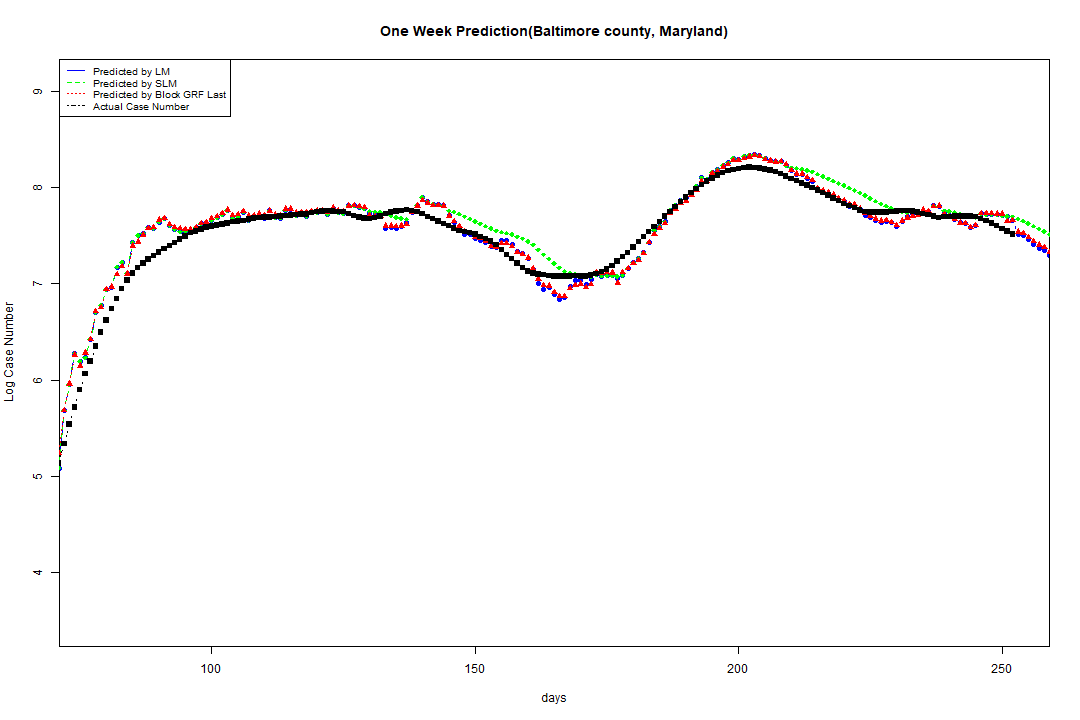 One Week Prediction(Baltimore county, Maryland)
Predicted by LM
Predicted by SLM
Predicted by Block GRF Last
Actual Case Number
9
8
7
6
5
4
Log Case Number
100
150
200
250
days